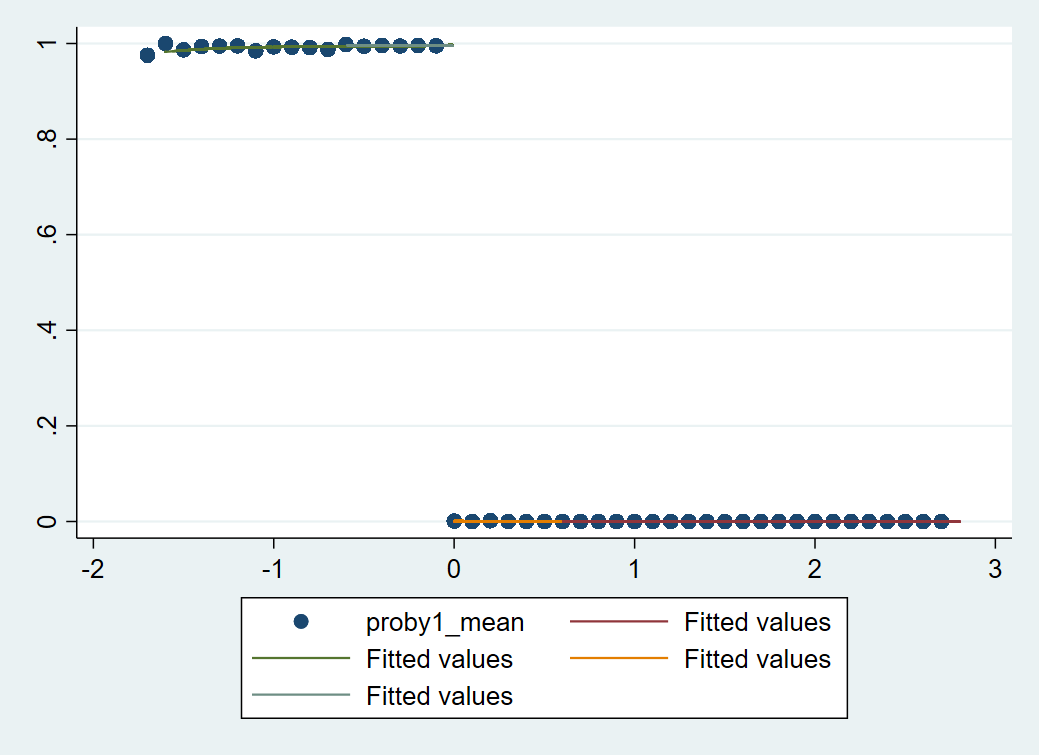 1
.8
.6
.4
.2
0
-2 -1 0 1 2 3
proby1_mean Fitted values
Fitted values Fitted values
Fitted values